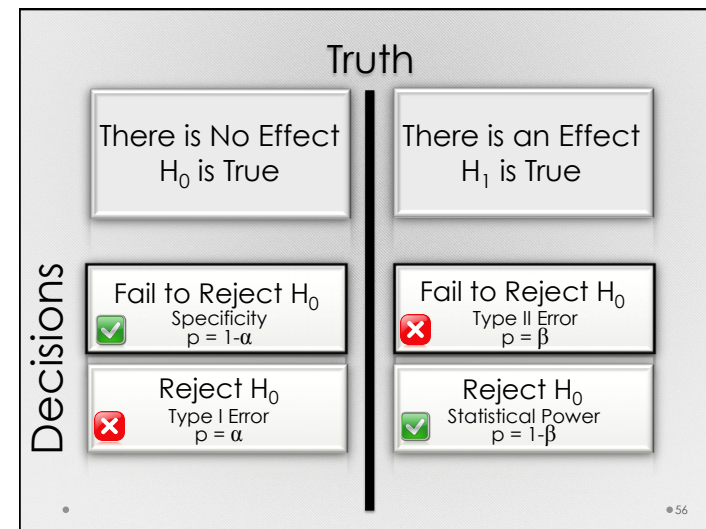 Truth
There is No Effect
H₀ is True
There is an Effect
H₁ is True
Decisions
Fail to Reject H₀
Specificity
p = 1-α
Fail to Reject H₀
Type II Error
p = β
Reject H₀
Type I Error
p = α
Reject H₀
Statistical Power
p = 1-β
56